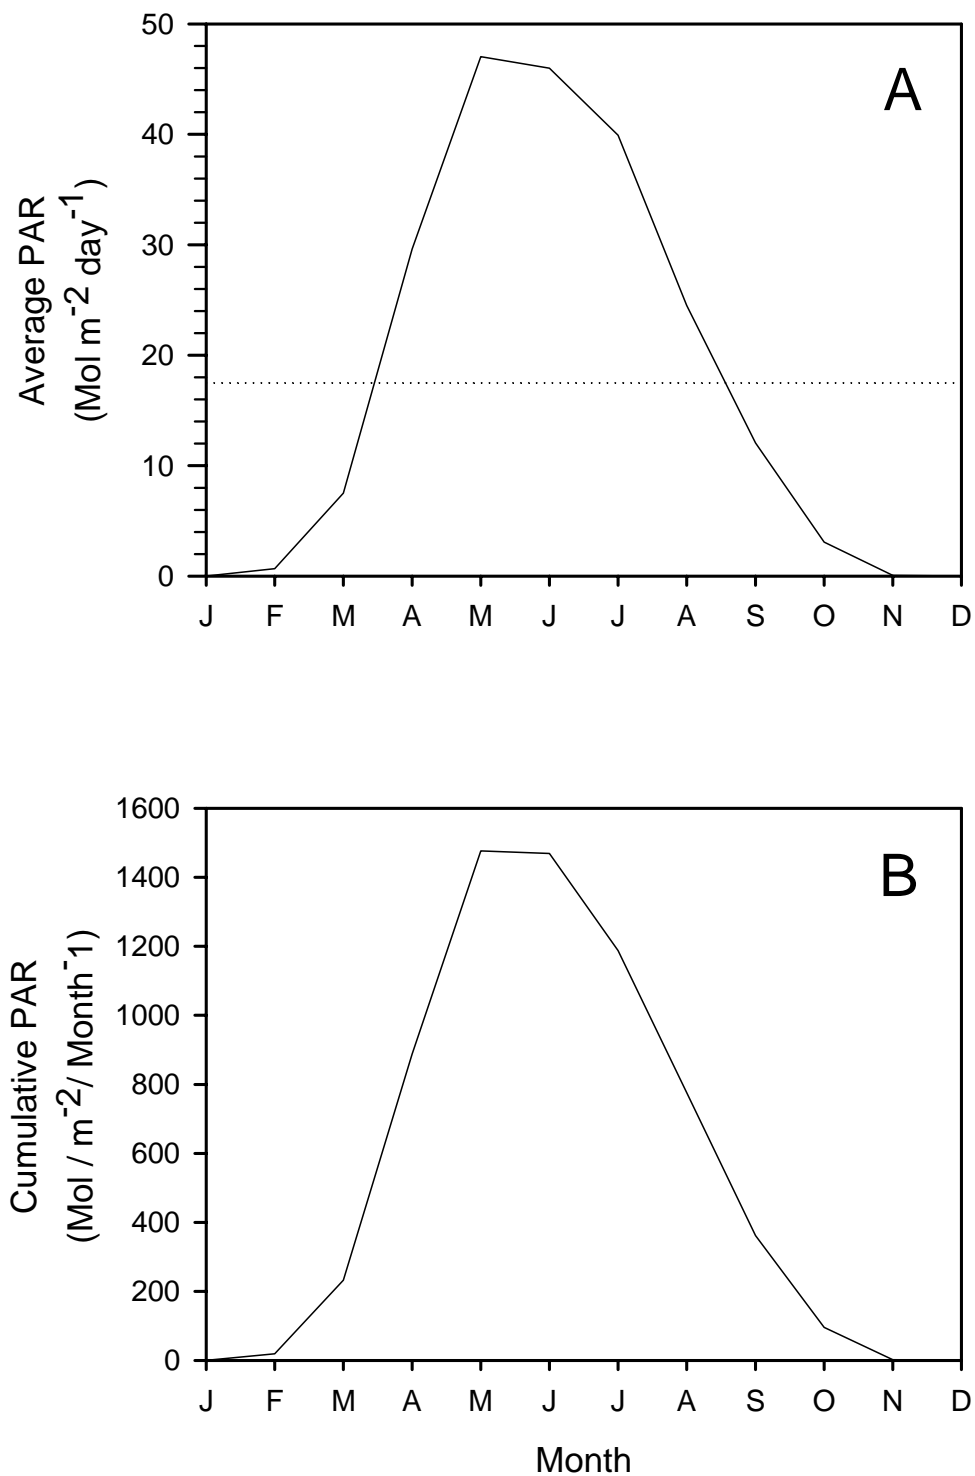 50
A
40
30
20
10
0
Average PAR
(Mol m-2 day-1)
J F M A M J J A S O N D
1600
B
1400
1200
1000
800
600
400
200
0
Cumulative PAR
(Mol / m-2/ Month-1)
J F M A M J J A S O N D
Month